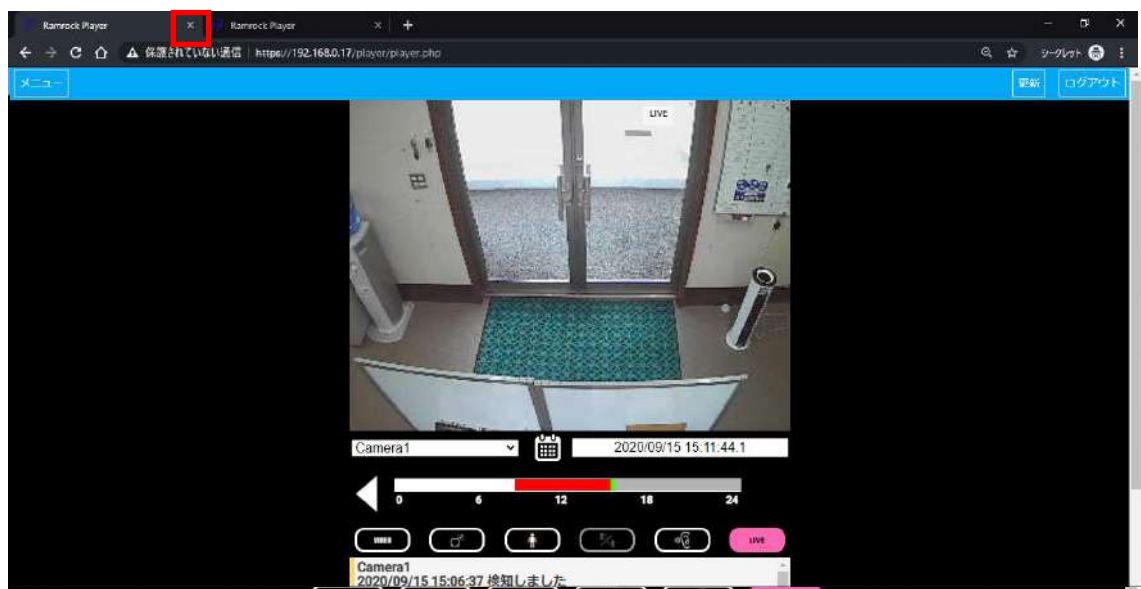 Ramrock Player × Ramrock Player × +
保護されていない通信 https://192.168.0.17/player/player.php シークレット
メニュー 更新 ログアウト
LIVE
Camera1 2020/09/15 15:11:44.1
0 6 12 18 24
LIVE
Camera1
2020/09/15 15:06:37 検知しました